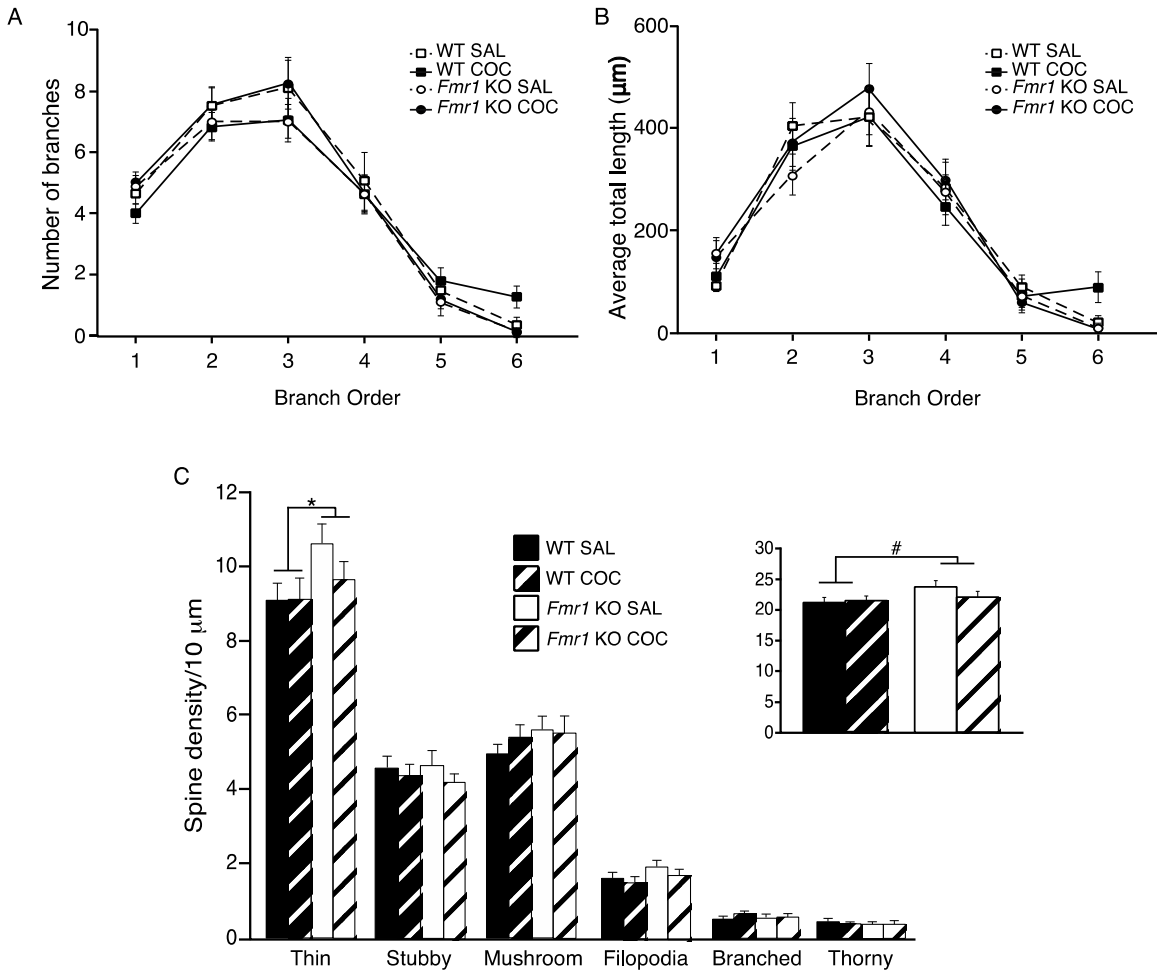 A
Number of branches
10
8
6
4
2
0
WT SAL
WT COC
Fmr1 KO SAL
Fmr1 KO COC
1 2 3 4 5 6
Branch Order
B
Average total length (µm)
600
400
200
0
WT SAL
WT COC
Fmr1 KO SAL
Fmr1 KO COC
1 2 3 4 5 6
Branch Order
C
Spine density/10 µm
12
10
8
6
4
2
0
*
WT SAL
WT COC
Fmr1 KO SAL
Fmr1 KO COC
30
25
20
15
10
5
0
#
Thin Stubby Mushroom Filopodia Branched Thorny